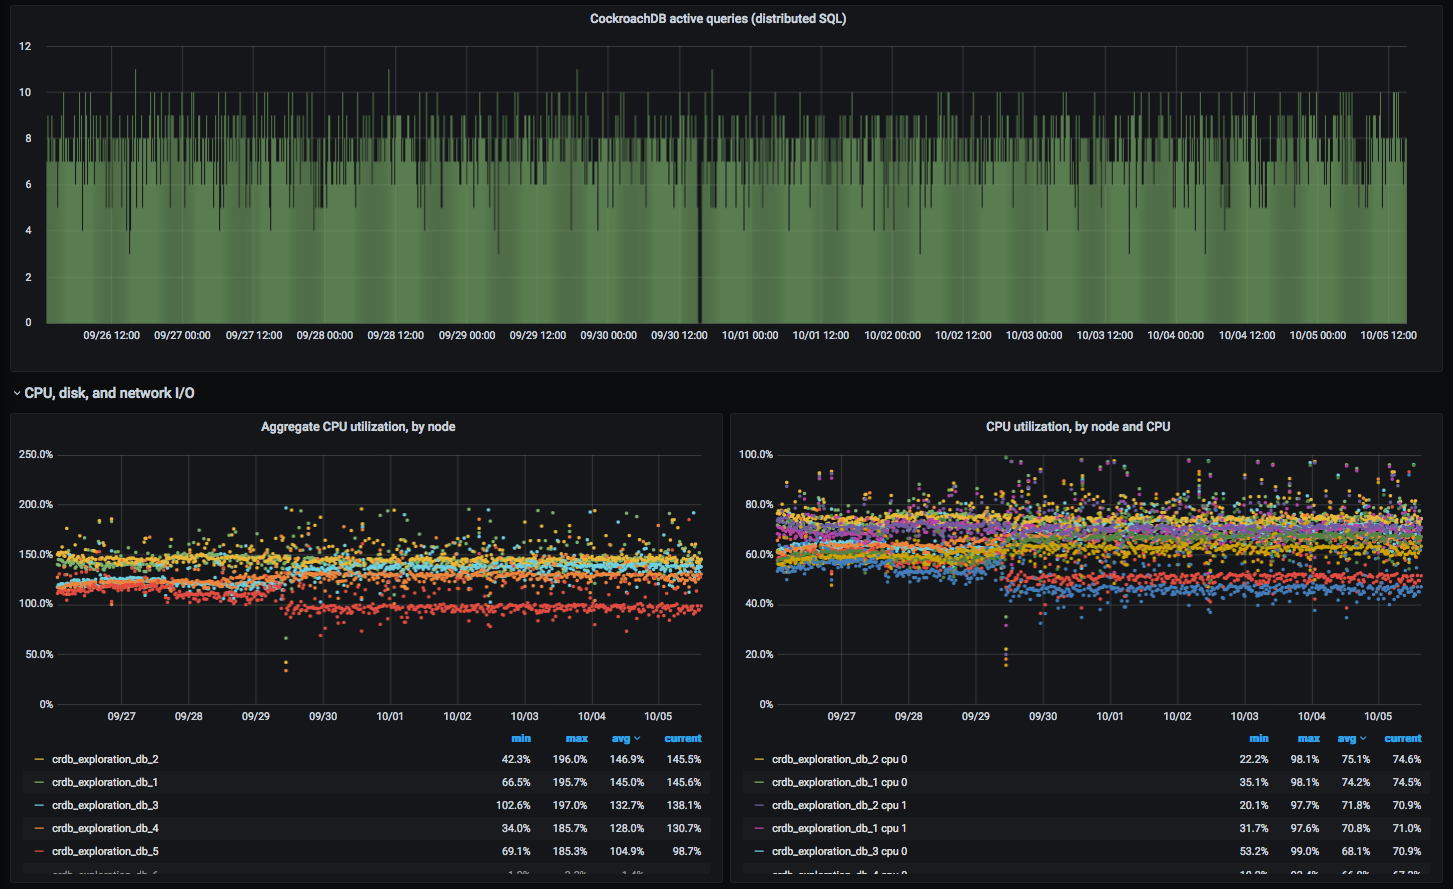 CockroachDB active queries (distributed SQL)
12
10
8
6
4
2
0
09/26 12:00 09/27 00:00 09/27 12:00 09/28 00:00 09/28 12:00 09/29 00:00 09/29 12:00 09/30 00:00 09/30 12:00 10/01 00:00 10/01 12:00 10/02 00:00 10/02 12:00 10/03 00:00 10/03 12:00 10/04 00:00 10/04 12:00 10/05 00:00 10/05 12:00
CPU, disk, and network I/O
Aggregate CPU utilization, by node
250.0%
200.0%
150.0%
100.0%
50.0%
0%
09/27 09/28 09/29 09/30 10/01 10/02 10/03 10/04 10/05
min max avg current
crdb_exploration_db_2 42.3% 196.0% 146.9% 145.5%
crdb_exploration_db_1 66.5% 195.7% 145.0% 145.6%
crdb_exploration_db_3 102.6% 197.0% 132.7% 138.1%
crdb_exploration_db_4 34.0% 185.7% 128.0% 130.7%
crdb_exploration_db_5 69.1% 185.3% 104.9% 98.7%
CPU utilization, by node and CPU
100.0%
80.0%
60.0%
40.0%
20.0%
0%
09/27 09/28 09/29 09/30 10/01 10/02 10/03 10/04 10/05
min max avg current
crdb_exploration_db_2 cpu 0 22.2% 98.1% 75.1% 74.6%
crdb_exploration_db_1 cpu 0 35.1% 98.1% 74.2% 74.5%
crdb_exploration_db_2 cpu 1 20.1% 97.7% 71.8% 70.9%
crdb_exploration_db_1 cpu 1 31.7% 97.6% 70.8% 71.0%
crdb_exploration_db_3 cpu 0 53.2% 99.0% 68.1% 70.9%